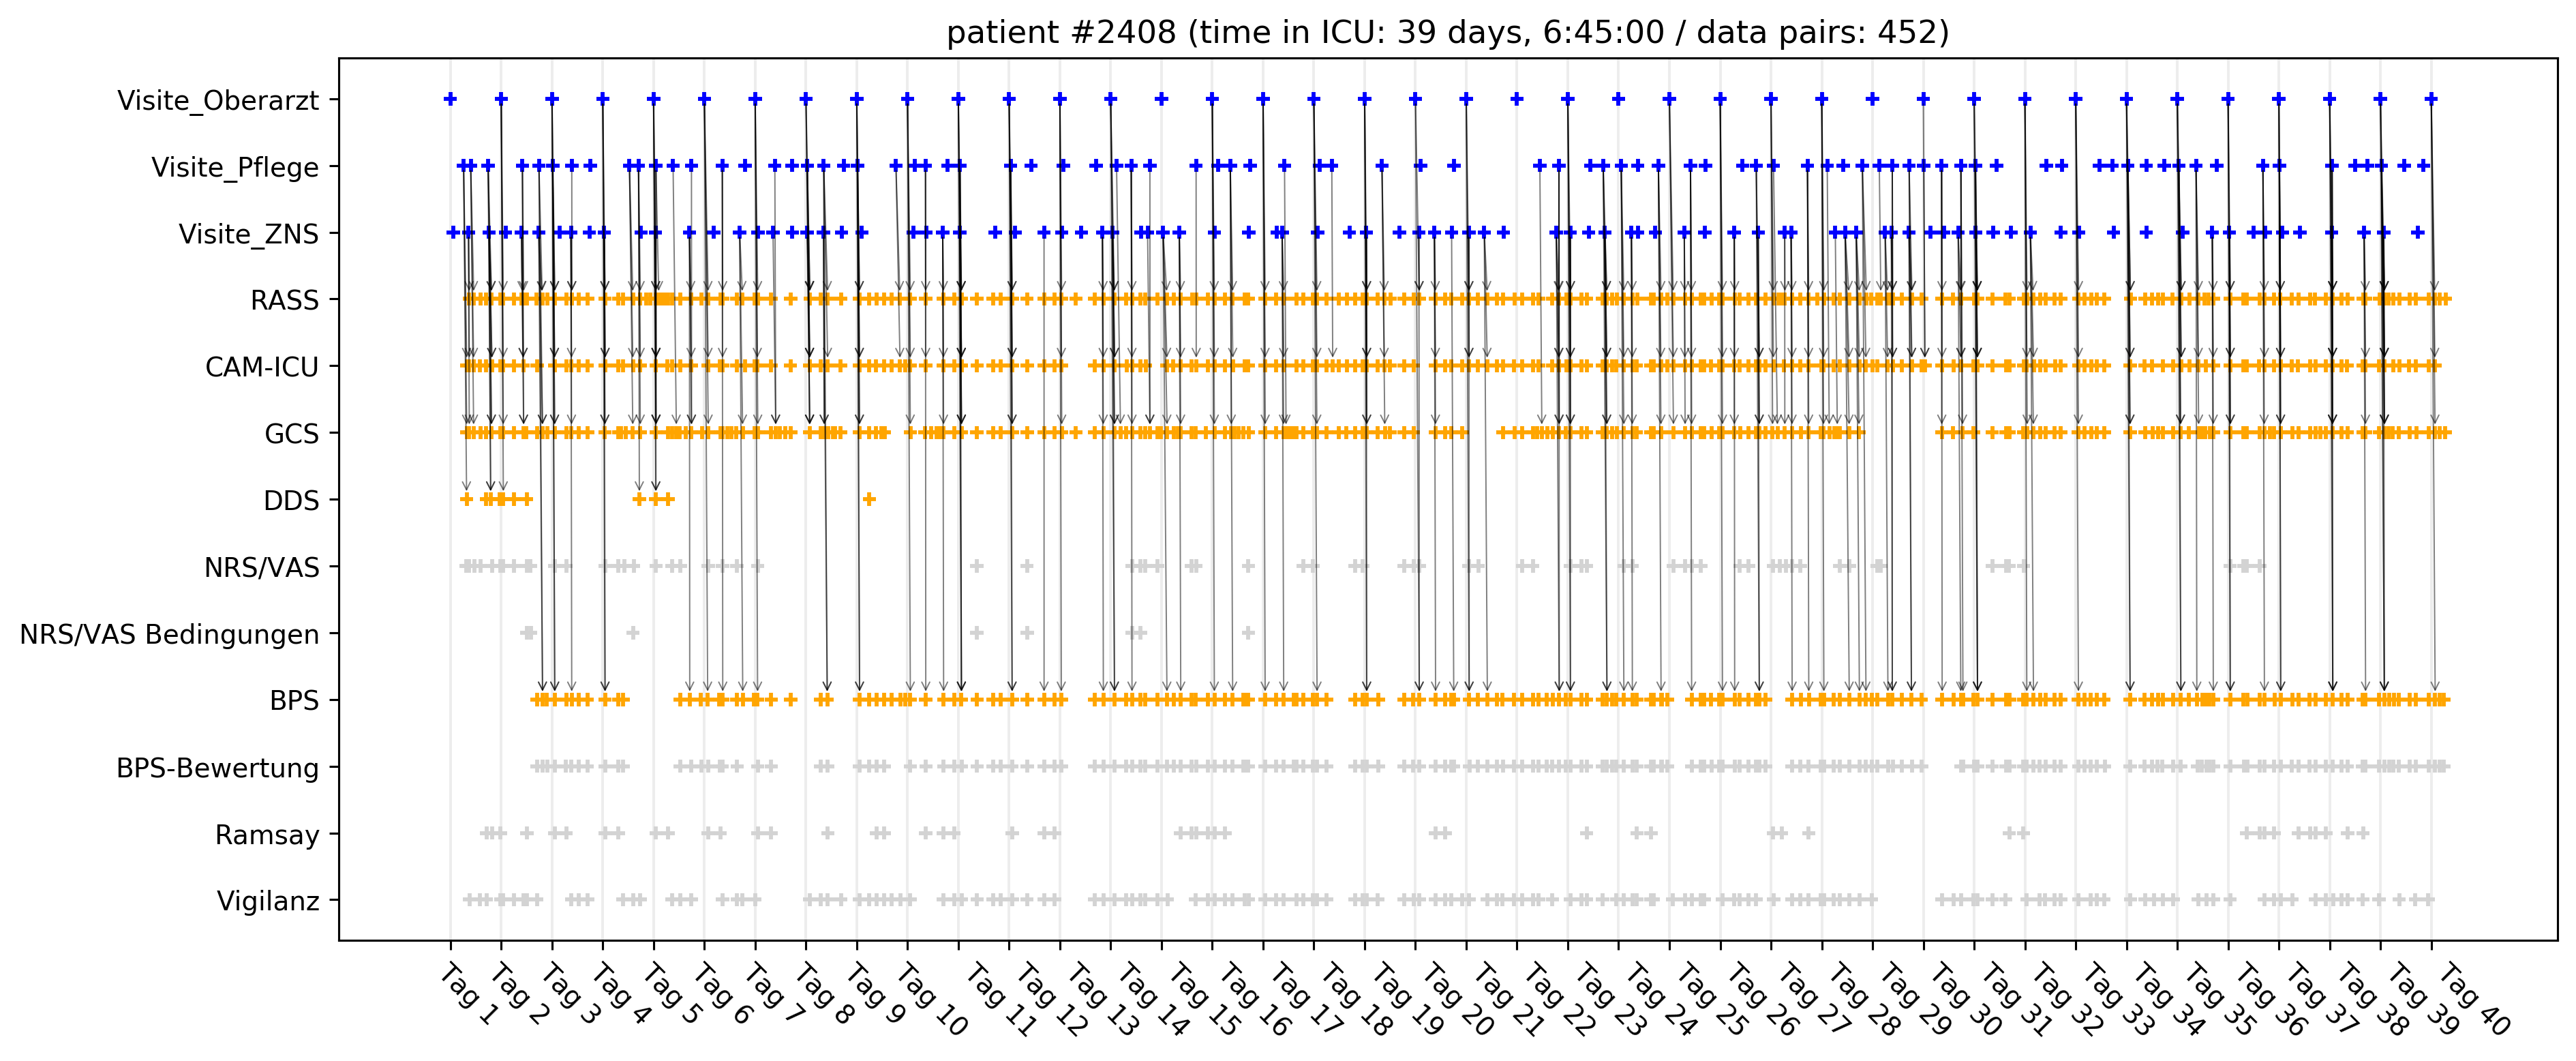 patient #2408 (time in ICU: 39 days, 6:45:00 / data pairs: 452)
Visite_Oberarzt
Visite_Pflege
Visite_ZNS
RASS
CAM-ICU
GCS
DDS
NRS/VAS
NRS/VAS Bedingungen
BPS
BPS-Bewertung
Ramsay
Vigilanz
Tag 1
Tag 2
Tag 3
Tag 4
Tag 5
Tag 6
Tag 7
Tag 8
Tag 9
Tag 10
Tag 11
Tag 12
Tag 13
Tag 14
Tag 15
Tag 16
Tag 17
Tag 18
Tag 19
Tag 20
Tag 21
Tag 22
Tag 23
Tag 24
Tag 25
Tag 26
Tag 27
Tag 28
Tag 29
Tag 30
Tag 31
Tag 32
Tag 33
Tag 34
Tag 35
Tag 36
Tag 37
Tag 38
Tag 39
Tag 40